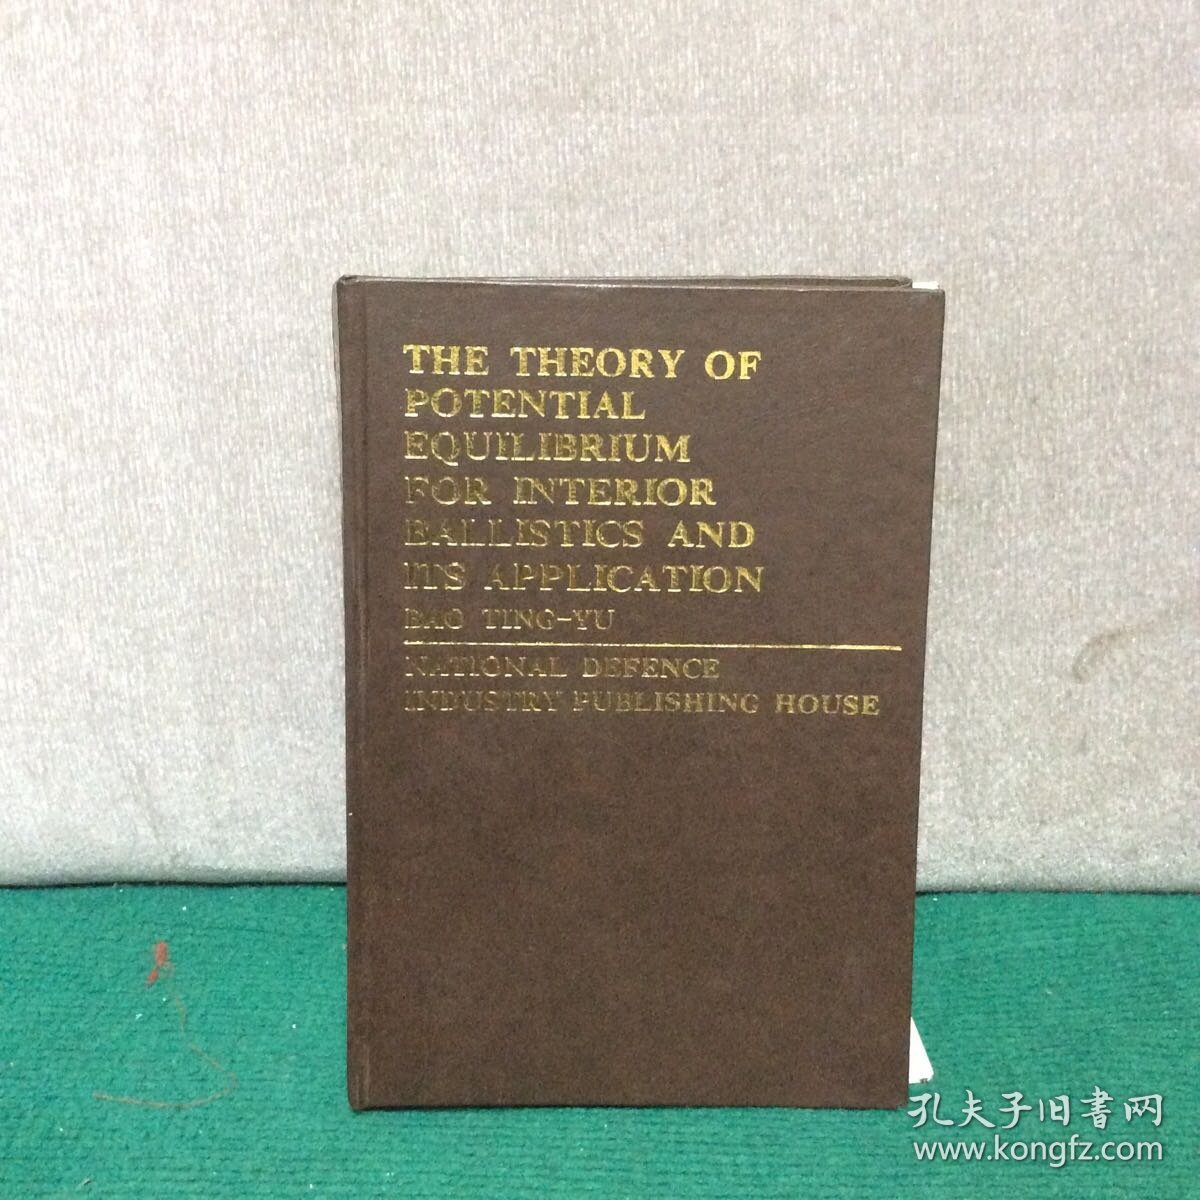 THE THEORY OF
POTENTIAL
EQUILIBRIUM
FOR INTERIOR
BALLISTICS AND
ITS APPLICATION
BAO TING-YU
NATIONAL DEFENCE
INDUSTRY PUBLISHING HOUSE
孔夫子旧書网
www.kongfz.com